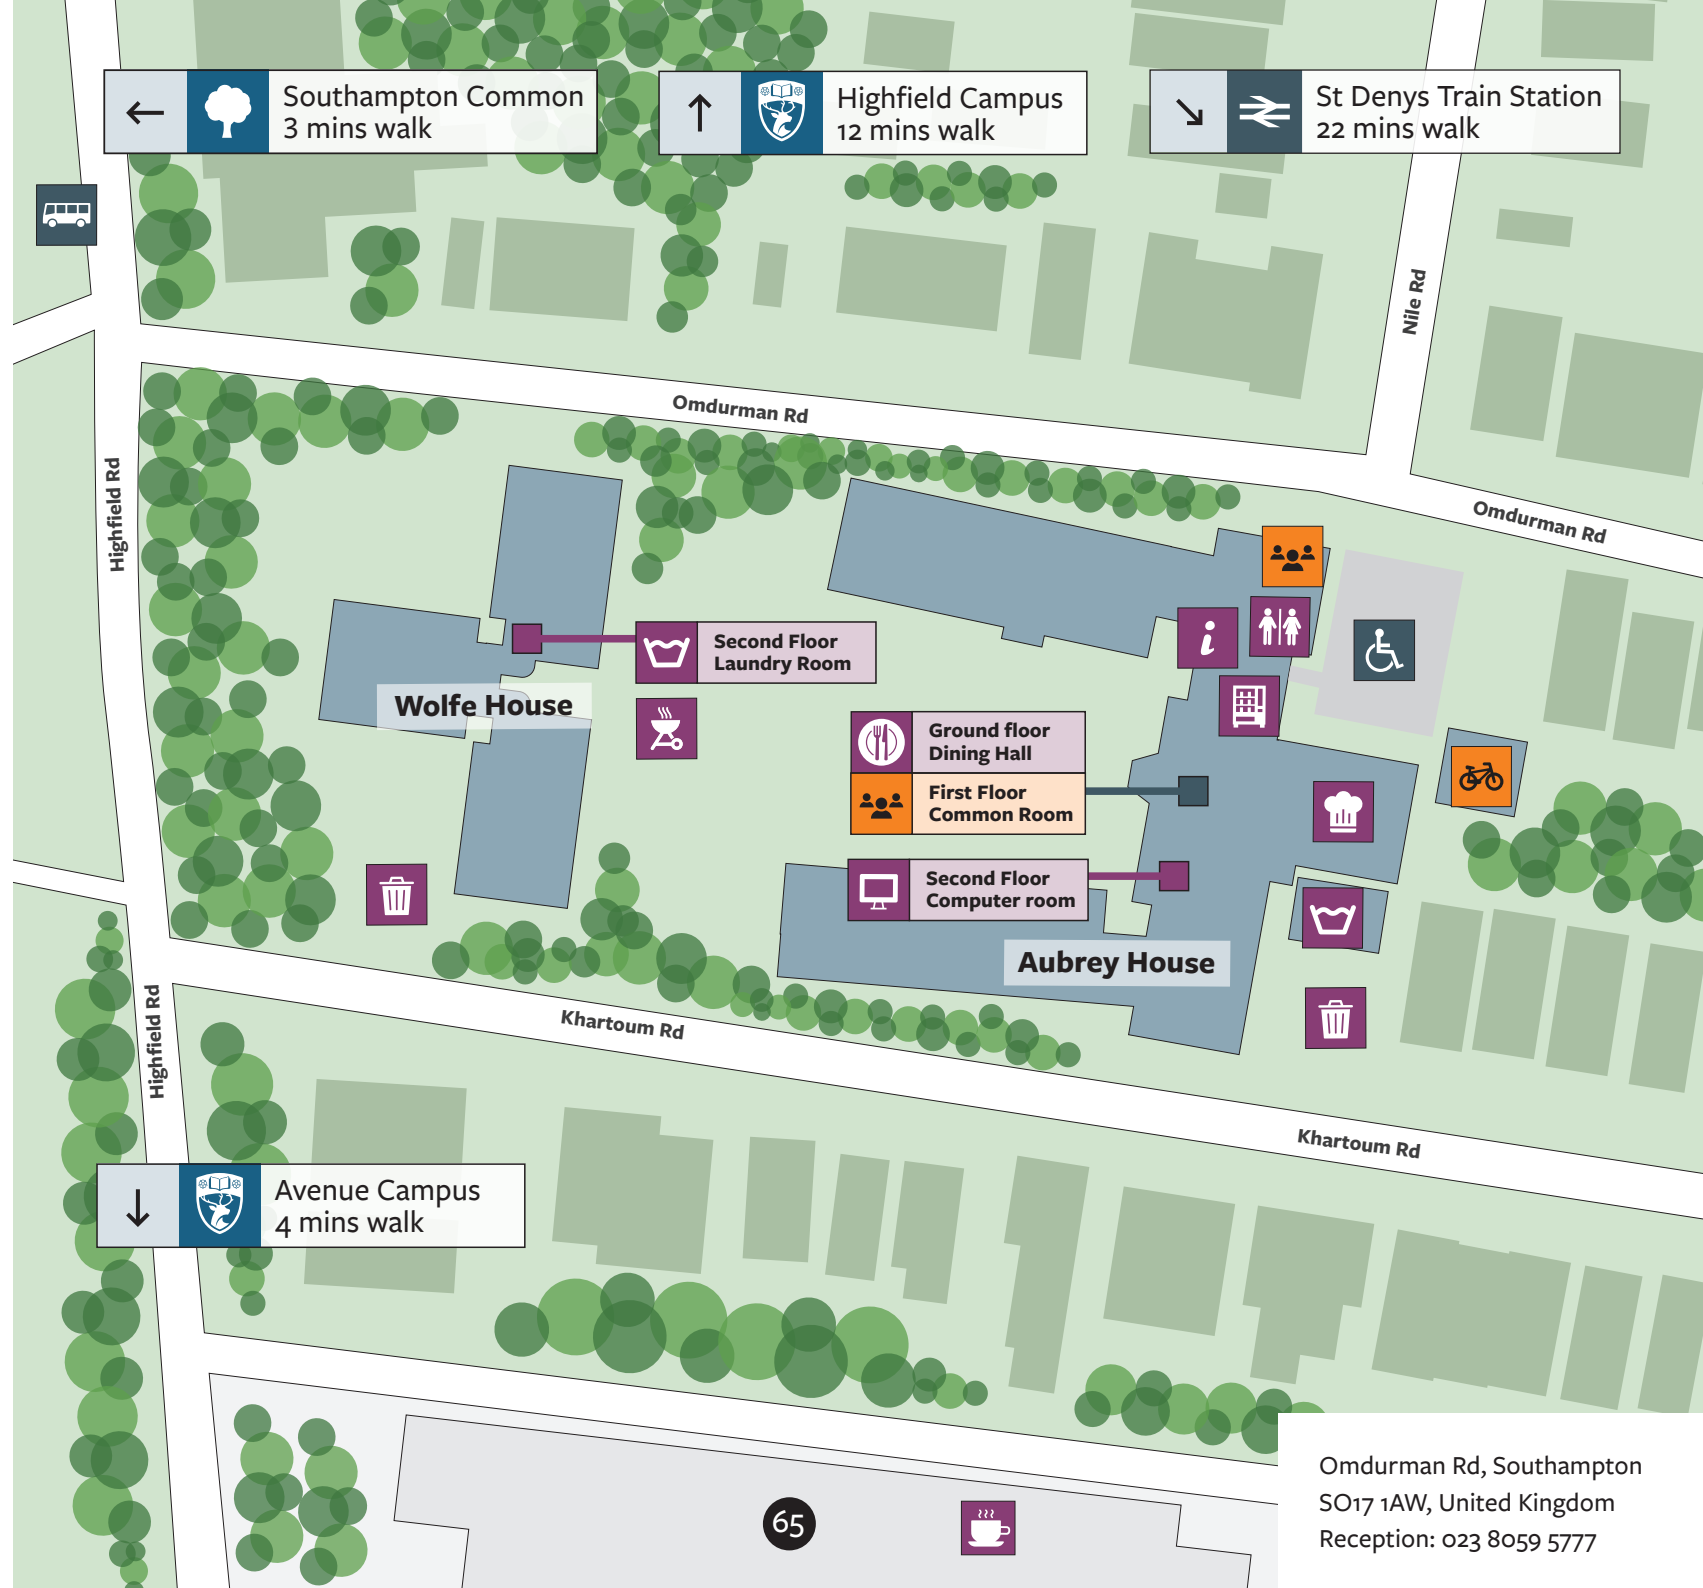 Southampton Common
3 mins walk
Highfield Campus
12 mins walk
St Denys Train Station
22 mins walk
Nile Rd
Omdurman Rd
Highfield Rd
Omdurman Rd
Second Floor
Laundry Room
Wolfe House
Ground floor
Dining Hall
First Floor
Common Room
Second Floor
Computer room
Aubrey House
Highfield Rd
Khartoum Rd
Khartoum Rd
Avenue Campus
4 mins walk
65
Omdurman Rd, Southampton
SO17 1AW, United Kingdom
Reception: 023 8059 5777
i